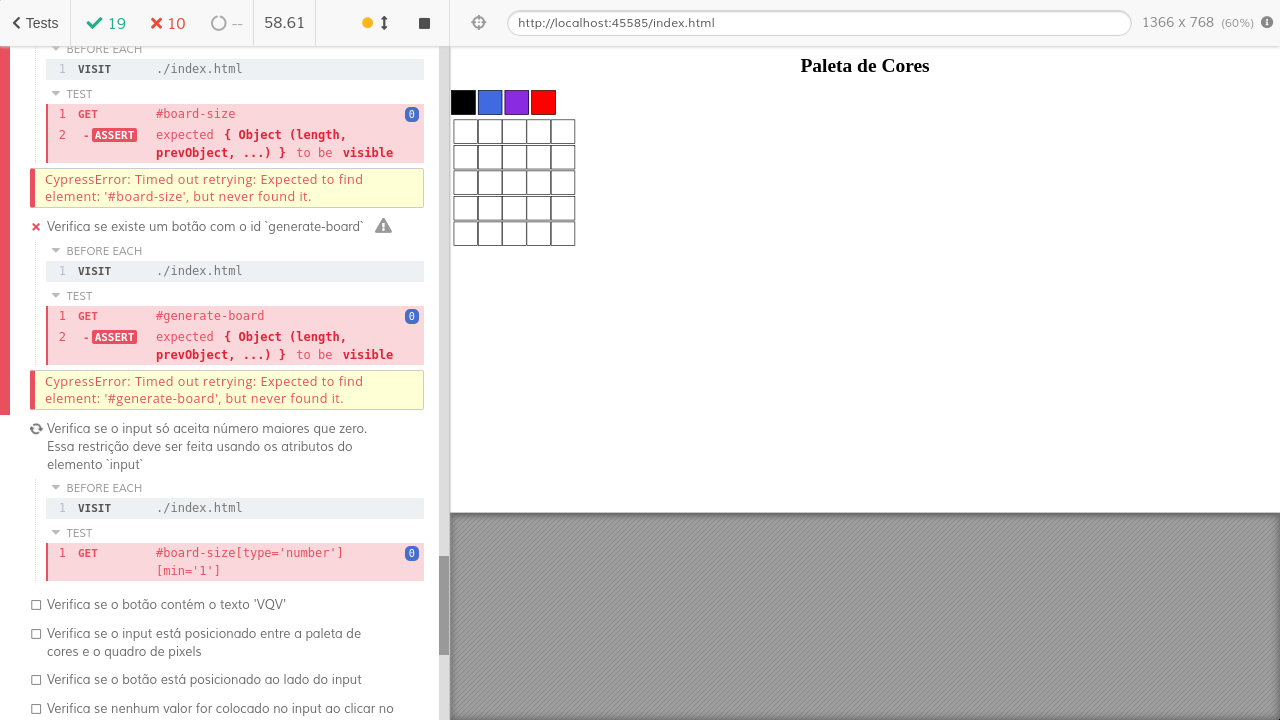 Tests
19
10
--
58.61
http://localhost:45585/index.html
1366 x 768 (60%)
BEFORE EACH
1 VISIT ./index.html
TEST
1 GET #board-size 0
2 -ASSERT expected { Object (length,
prevObject, ...) } to be visible
CypressError: Timed out retrying: Expected to find
element: '#board-size', but never found it.
Verifica se existe um botão com o id `generate-board`
BEFORE EACH
1 VISIT ./index.html
TEST
1 GET #generate-board 0
2 -ASSERT expected { Object (length,
prevObject, ...) } to be visible
CypressError: Timed out retrying: Expected to find
element: '#generate-board', but never found it.
Verifica se o input só aceita número maiores que zero.
Essa restrição deve ser feita usando os atributos do
elemento `input`
BEFORE EACH
1 VISIT ./index.html
TEST
1 GET #board-size[type='number'] 0
[min='1']
Verifica se o botão contém o texto 'VQV'
Verifica se o input está posicionado entre a paleta de
cores e o quadro de pixels
Verifica se o botão está posicionado ao lado do input
Verifica se nenhum valor for colocado no input ao clicar no
Paleta de Cores